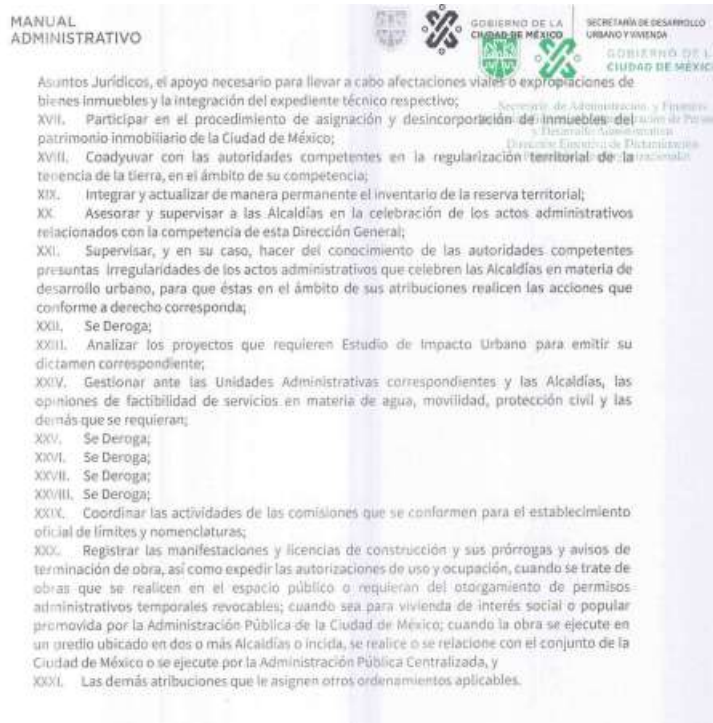 MANUAL
ADMINISTRATIVO
GOBIERNO DE LA
CIUDAD DE MÉXICO
SECRETARÍA DE DESARROLLO
URBANO Y VIVIENDA
GOBIERNO DE L
CIUDAD DE MÉXIC
Asuntos Jurídicos, el apoyo necesario para llevar a cabo afectaciones viales o expropiaciones de
bienes inmuebles y la integración del expediente técnico respectivo;
Secretaría de Administración y Finanzas
XVII. Participar en el procedimiento de asignación y desincorporación de inmuebles del
patrimonio inmobiliario de la Ciudad de México;
y Desarrollo Administrativo
Dirección Ejecutiva de Dictaminación
XVIII. Coadyuvar con las autoridades competentes en la regularización territorial de la
tenencia de la tierra, en el ámbito de su competencia;
XIX. Integrar y actualizar de manera permanente el inventario de la reserva territorial;
XX. Asesorar y supervisar a las Alcaldías en la celebración de los actos administrativos
relacionados con la competencia de esta Dirección General;
XXI. Supervisar, y en su caso, hacer del conocimiento de las autoridades competentes
presuntas irregularidades de los actos administrativos que celebren las Alcaldías en materia de
desarrollo urbano, para que éstas en el ámbito de sus atribuciones realicen las acciones que
conforme a derecho corresponda;
XXII. Se Deroga;
XXIII. Analizar los proyectos que requieren Estudio de Impacto Urbano para emitir su
dictamen correspondiente;
XXIV. Gestionar ante las Unidades Administrativas correspondientes y las Alcaldías, las
opiniones de factibilidad de servicios en materia de agua, movilidad, protección civil y las
demás que se requieran;
XXV. Se Deroga;
XXVI. Se Deroga;
XXVII. Se Deroga;
XXVIII. Se Deroga;
XXIX. Coordinar las actividades de las comisiones que se conformen para el establecimiento
oficial de límites y nomenclaturas;
XXX. Registrar las manifestaciones y licencias de construcción y sus prórrogas y avisos de
terminación de obra, así como expedir las autorizaciones de uso y ocupación, cuando se trate de
obras que se realicen en el espacio público o requieran del otorgamiento de permisos
administrativos temporales revocables; cuando sea para vivienda de interés social o popular
promovida por la Administración Pública de la Ciudad de México; cuando la obra se ejecute en
un predio ubicado en dos o más Alcaldías o incida, se realice o se relacione con el conjunto de la
Ciudad de México o se ejecute por la Administración Pública Centralizada, y
XXXI. Las demás atribuciones que le asignen otros ordenamientos aplicables.